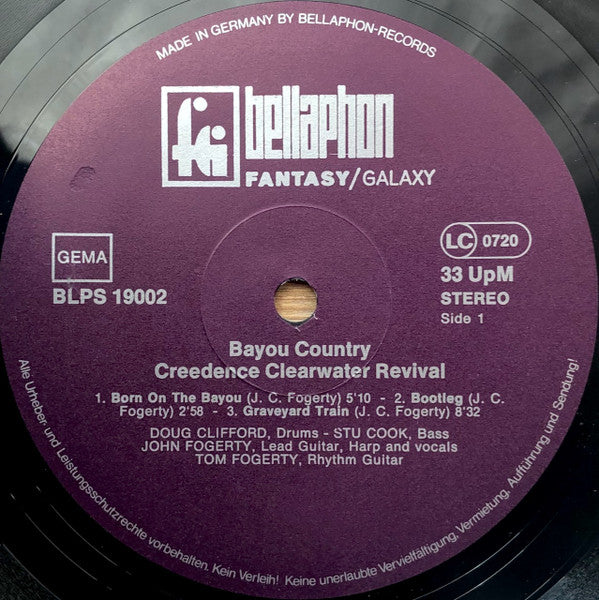 MADE IN GERMANY BY BELLAPHON-RECORDS
bellaphon
FANTASY/GALAXY
GEMA
BLPS 19002
LC 0720
33 UpM
STEREO
Side 1
Bayou Country
Creedence Clearwater Revival
1. Born On The Bayou (J. C. Fogerty) 5'10 - 2. Bootleg (J. C.
Fogerty) 2'58 - 3. Graveyard Train (J. C. Fogerty) 8'32
DOUG CLIFFORD, Drums - STU COOK, Bass
JOHN FOGERTY, Lead Guitar, Harp and vocals
TOM FOGERTY, Rhythm Guitar
Alle Urheber- und Leistungsschutzrechte vorbehalten. Kein Verleih! Keine unerlaubte Vervielfältigung, Vermietung, Aufführung und Sendung!